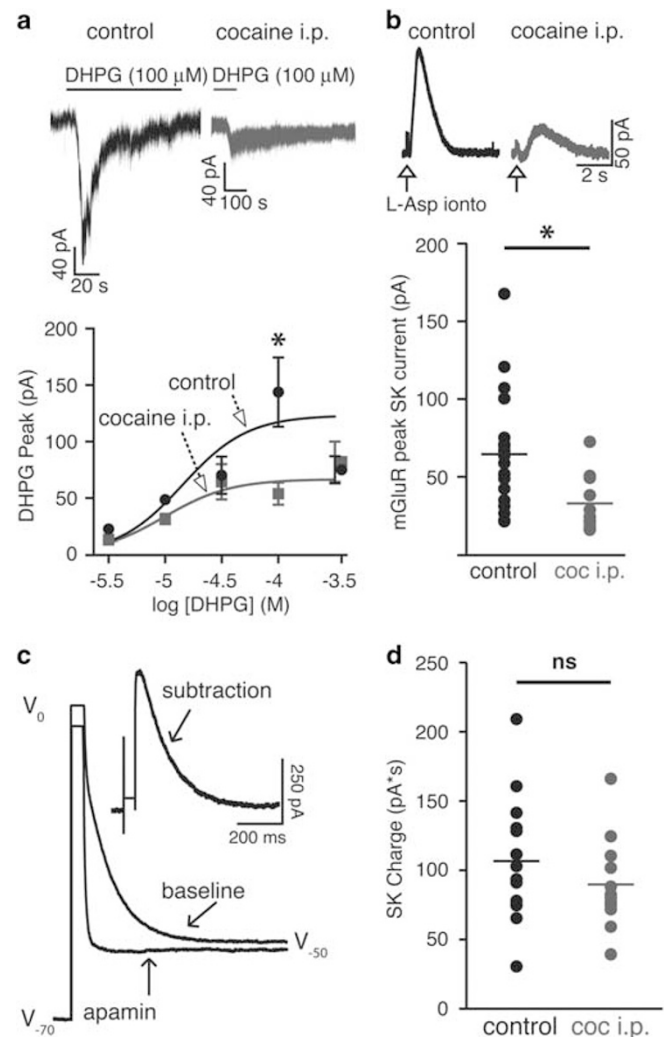 a
control
cocaine i.p.
DHPG (100 µM)
DHPG (100 µM)
40 pA
20 s
40 pA
100 s
200
150
100
50
0
DHPG Peak (pA)
*
control
cocaine i.p.
-5.5
-5
-4.5
-4
-3.5
log [DHPG] (M)
b
control
cocaine i.p.
50 pA
2 s
L-Asp ionto
200
150
100
50
mGluR peak SK current (pA)
*
control
coc i.p.
c
V0
subtraction
250 pA
200 ms
baseline
V-50
V-70
apamin
d
250
200
150
100
50
0
SK Charge (pA*s)
ns
control
coc i.p.